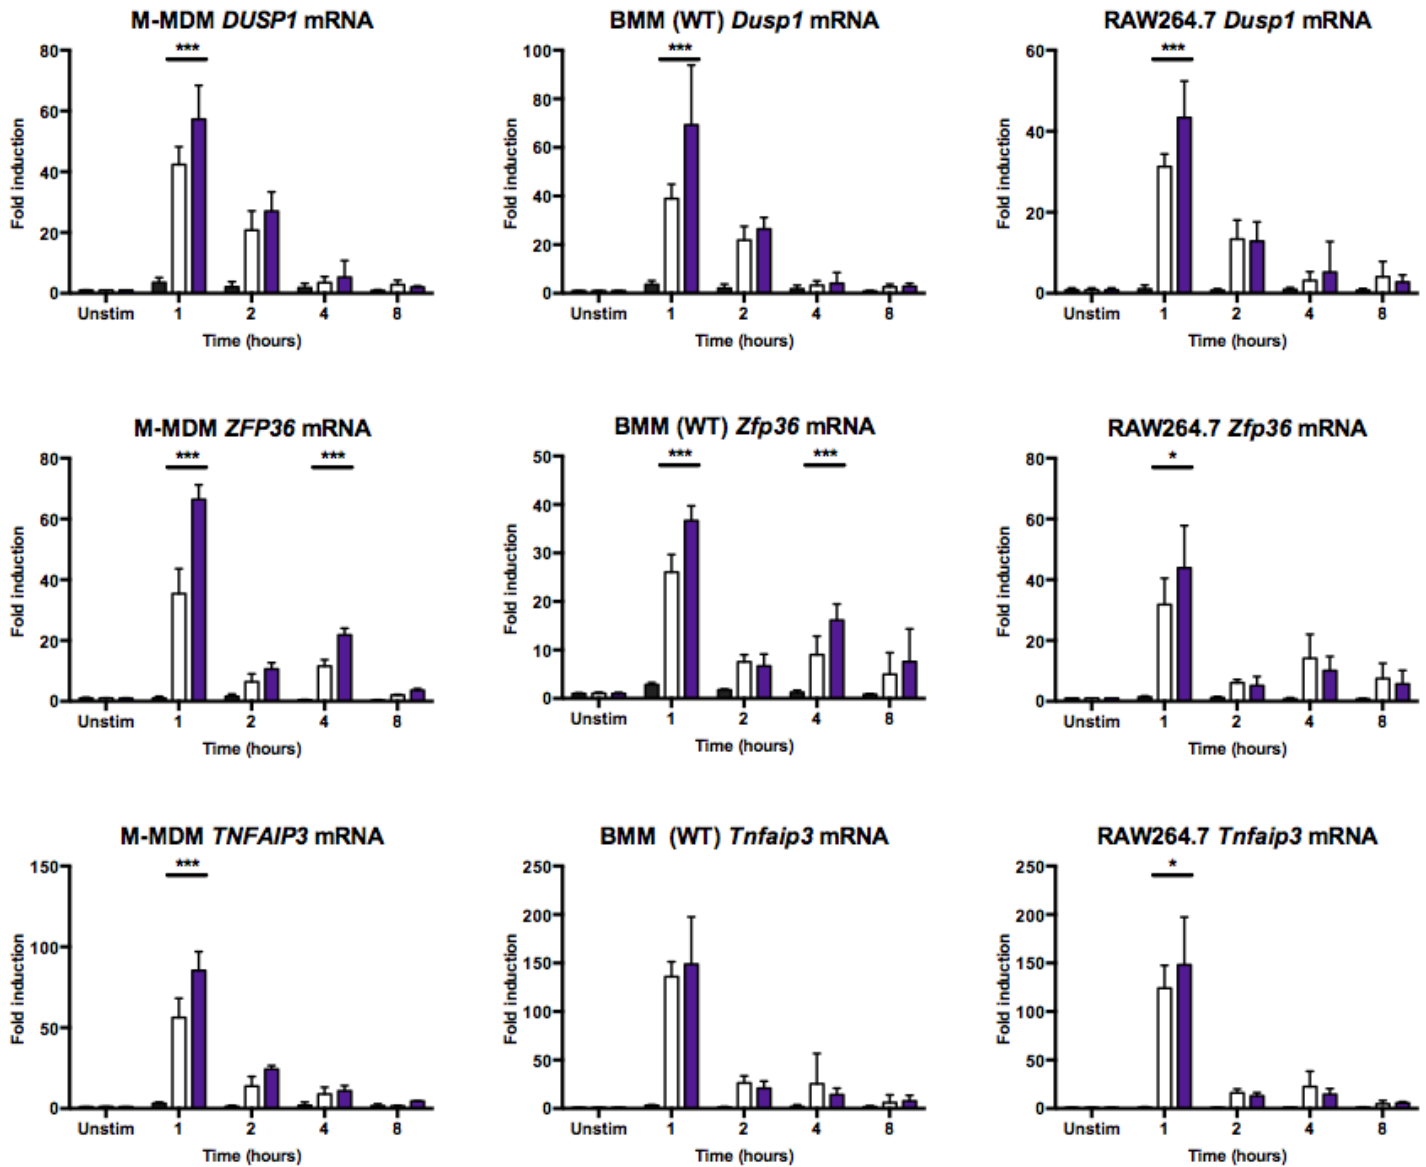 M-MDM DUSP1 mRNA
***
80
60
40
20
0
Fold induction
Unstim 1 2 4 8
Time (hours)
BMM (WT) Dusp1 mRNA
***
100
80
60
40
20
0
Fold induction
Unstim 1 2 4 8
Time (hours)
RAW264.7 Dusp1 mRNA
***
60
40
20
0
Fold induction
Unstim 1 2 4 8
Time (hours)
M-MDM ZFP36 mRNA
*** ***
80
60
40
20
0
Fold induction
Unstim 1 2 4 8
Time (hours)
BMM (WT) Zfp36 mRNA
*** ***
50
40
30
20
10
0
Fold induction
Unstim 1 2 4 8
Time (hours)
RAW264.7 Zfp36 mRNA
*
80
60
40
20
0
Fold induction
Unstim 1 2 4 8
Time (hours)
M-MDM TNFAIP3 mRNA
***
150
100
50
0
Fold induction
Unstim 1 2 4 8
Time (hours)
BMM (WT) Tnfaip3 mRNA
250
200
150
100
50
0
Fold induction
Unstim 1 2 4 8
Time (hours)
RAW264.7 Tnfaip3 mRNA
*
250
200
150
100
50
0
Fold induction
Unstim 1 2 4 8
Time (hours)